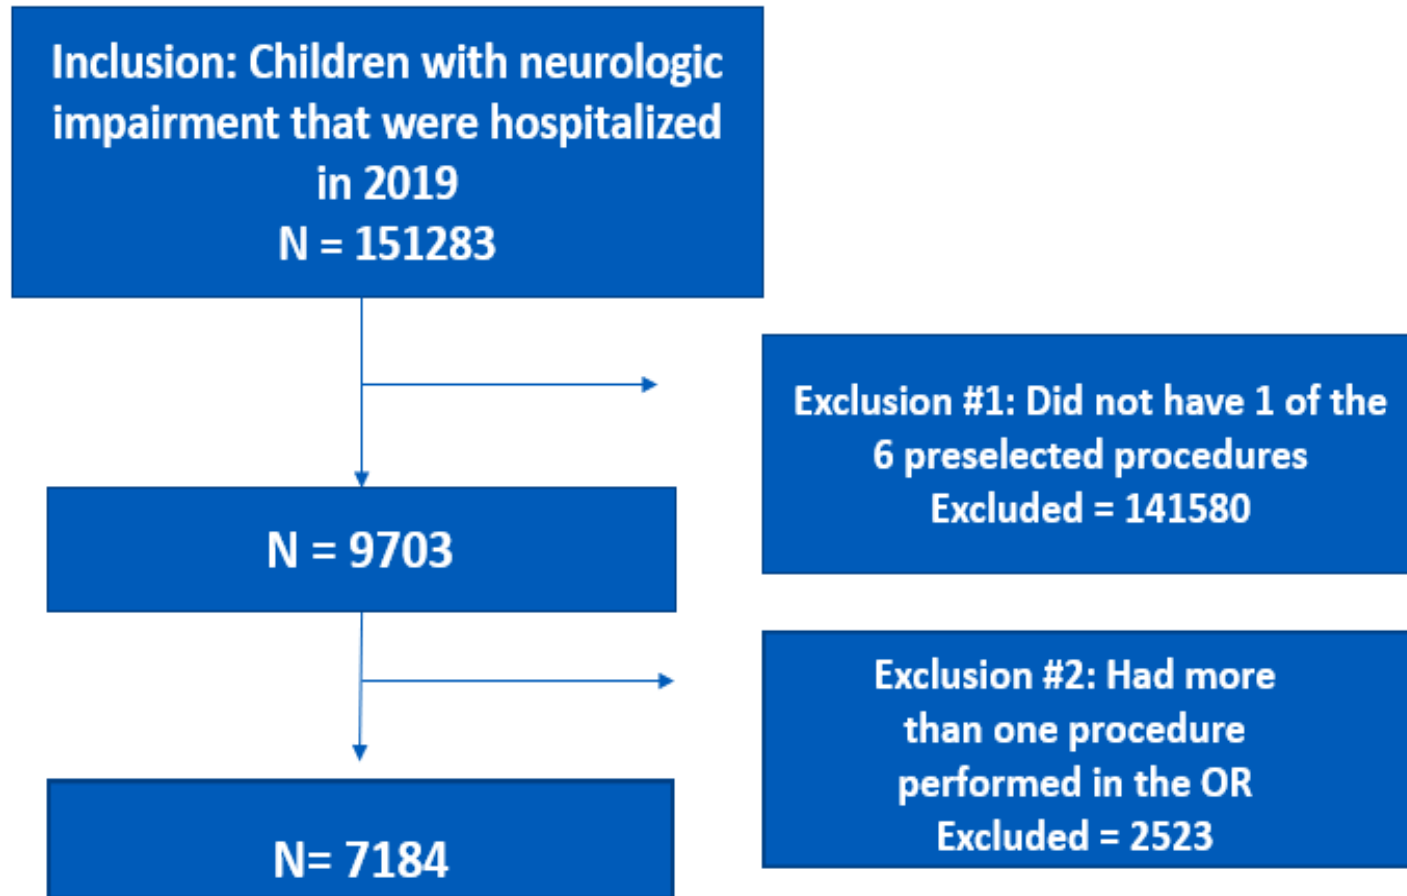 Inclusion: Children with neurologic
impairment that were hospitalized
in 2019
N = 151283
Exclusion #1: Did not have 1 of the
6 preselected procedures
Excluded = 141580
N = 9703
Exclusion #2: Had more
than one procedure
performed in the OR
Excluded = 2523
N= 7184